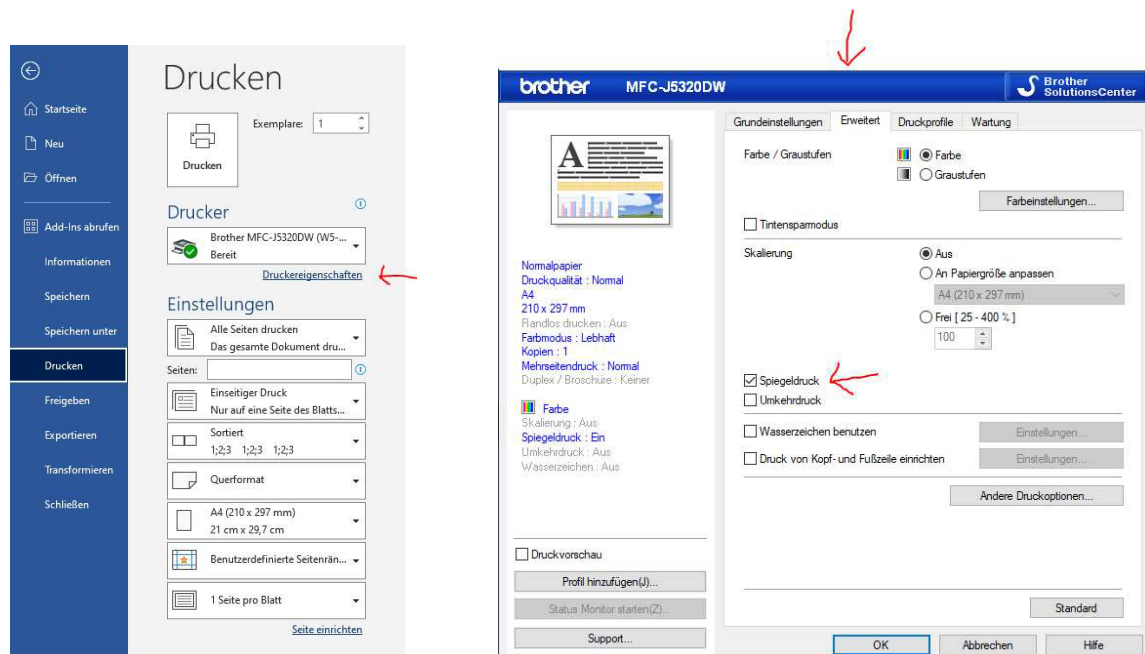 Drucken
Startseite
Neu
Öffnen
Add-Ins abrufen
Informationen
Speichern
Speichern unter
Drucken
Freigeben
Exportieren
Transformieren
Schließen
Exemplare: 1
Drucken
Drucker
Brother MFC-J5320DW (W5-...
Bereit
Druckereigenschaften
Einstellungen
Alle Seiten drucken
Das gesamte Dokument dru...
Seiten:
Einseitiger Druck
Nur auf eine Seite des Blatts...
Sortiert
1;2;3 1;2;3 1;2;3
Querformat
A4 (210 x 297 mm)
21 cm x 29,7 cm
Benutzerdefinierte Seitenrän...
1 Seite pro Blatt
Seite einrichten
brother MFC-J5320DW
Brother
SolutionsCenter
A
Normalpapier
Druckqualität : Normal
A4
210 x 297 mm
Randlos drucken : Aus
Farbmodus : Lebhaft
Kopien : 1
Mehrseitendruck : Normal
Duplex / Broschüre : Keiner
Farbe
Skalierung : Aus
Spiegeldruck : Ein
Umkehrdruck : Aus
Wasserzeichen : Aus
Druckvorschau
Profil hinzufügen(J)...
Status Monitor starten(Z)...
Support...
Grundeinstellungen Erweitert Druckprofile Wartung
Farbe / Graustufen
Farbe
Graustufen
Farbeinstellungen...
Tintensparmodus
Skalierung
Aus
An Papiergröße anpassen
A4 (210 x 297 mm)
Frei [ 25 - 400 % ]
100
Spiegeldruck
Umkehrdruck
Wasserzeichen benutzen
Einstellungen...
Druck von Kopf- und Fußzeile einrichten
Einstellungen...
Andere Druckoptionen...
Standard
OK Abbrechen Hilfe